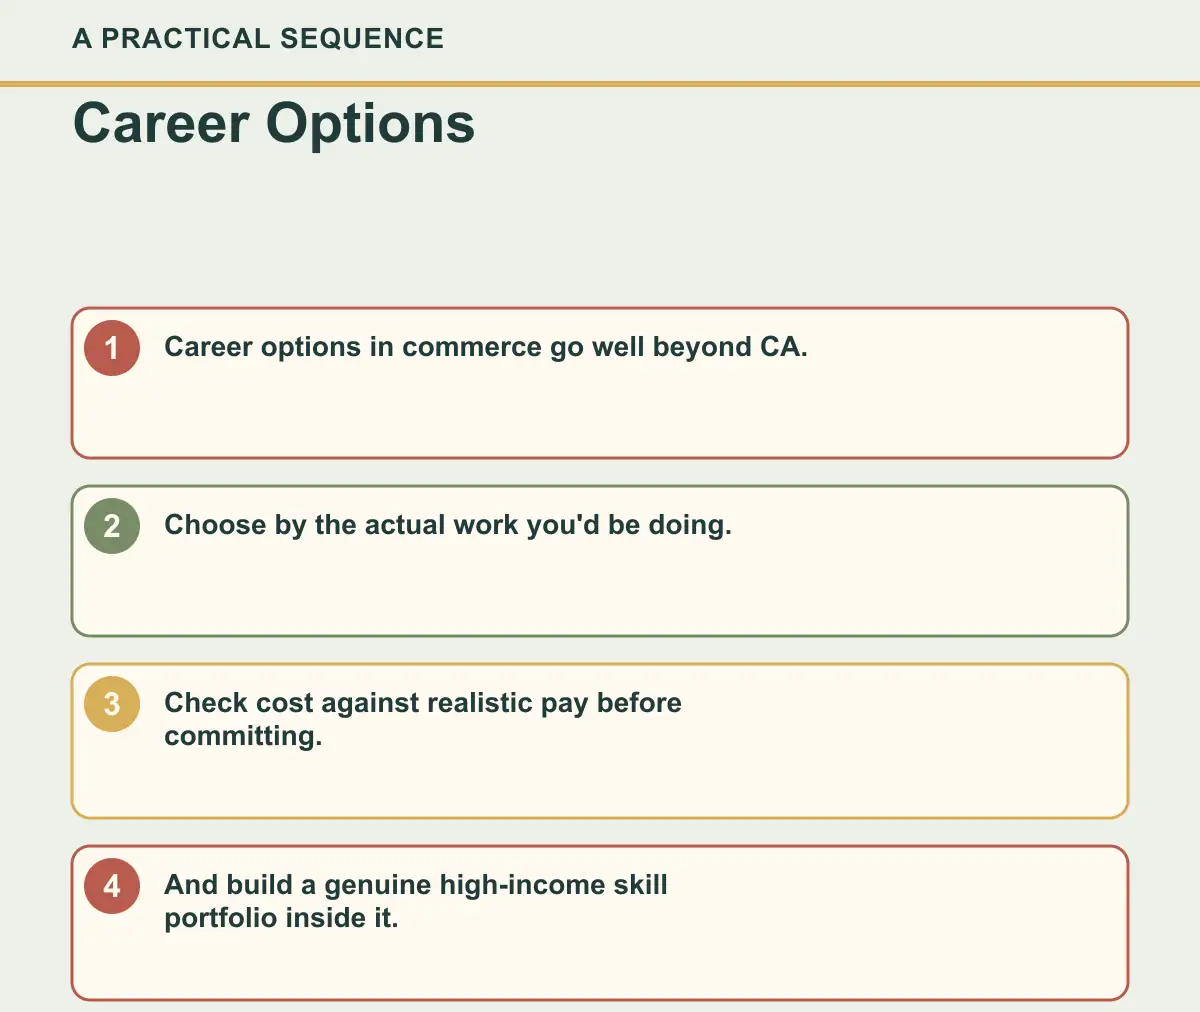 A PRACTICAL SEQUENCE
Career Options
1
Career options in commerce go well beyond CA.
2
Choose by the actual work you'd be doing.
3
Check cost against realistic pay before
committing.
4
And build a genuine high-income skill
portfolio inside it.